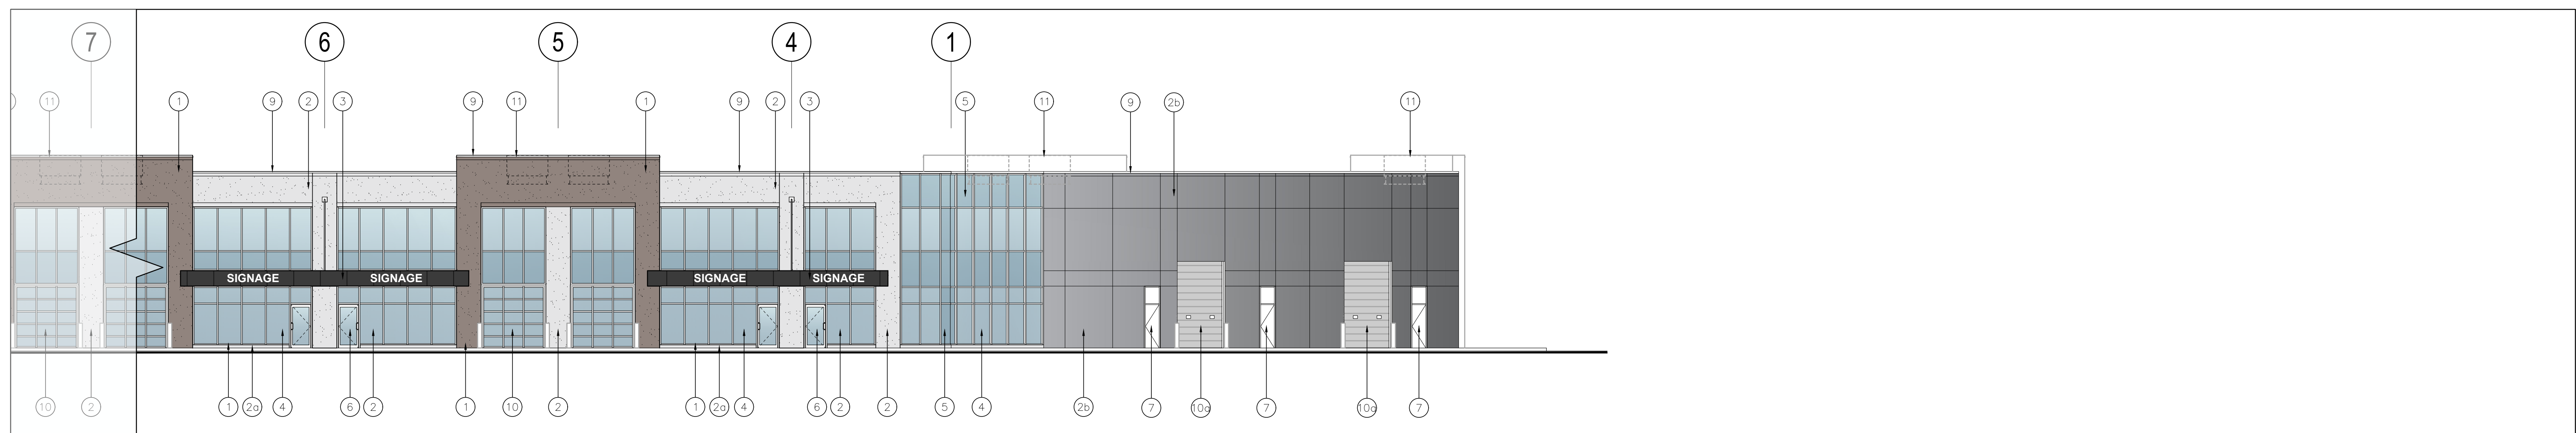 7 6 5 4 1
11 1 9 2 3 9 11 1 9 2 3 5 11 9 2b 11
SIGNAGE SIGNAGE SIGNAGE SIGNAGE
10 2 1 2a 4 6 2 1 10 2 1 2a 4 6 2 2 5 4 2b 7 10a 7 10a 7